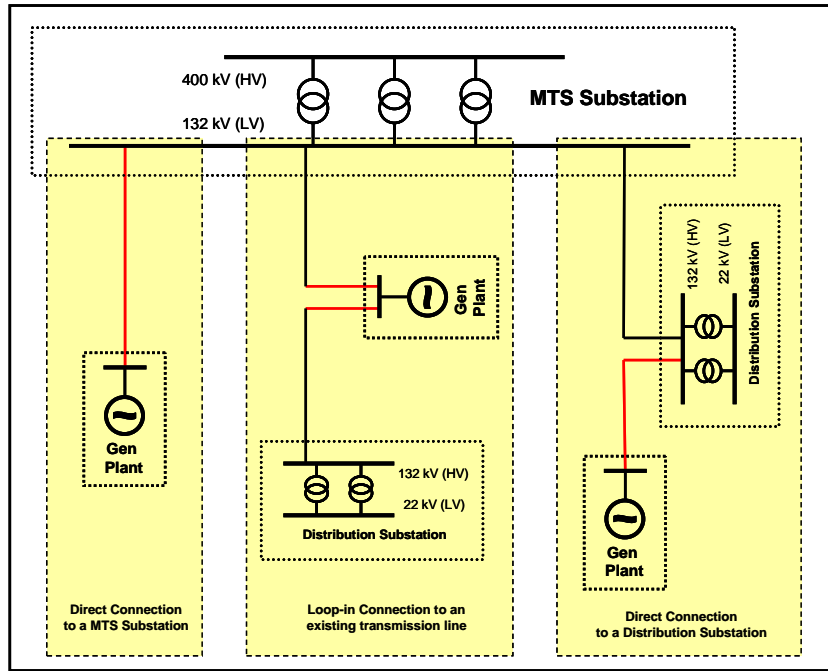 400 kV (HV)
MTS Substation
132 kV (LV)
132 kV (HV)
22 kV (LV)
Distribution Substation
Gen
Plant
Gen
Plant
132 kV (HV)
22 kV (LV)
Distribution Substation
Gen
Plant
Direct Connection
to a MTS Substation
Loop-in Connection to an
existing transmission line
Direct Connection
to a Distribution Substation